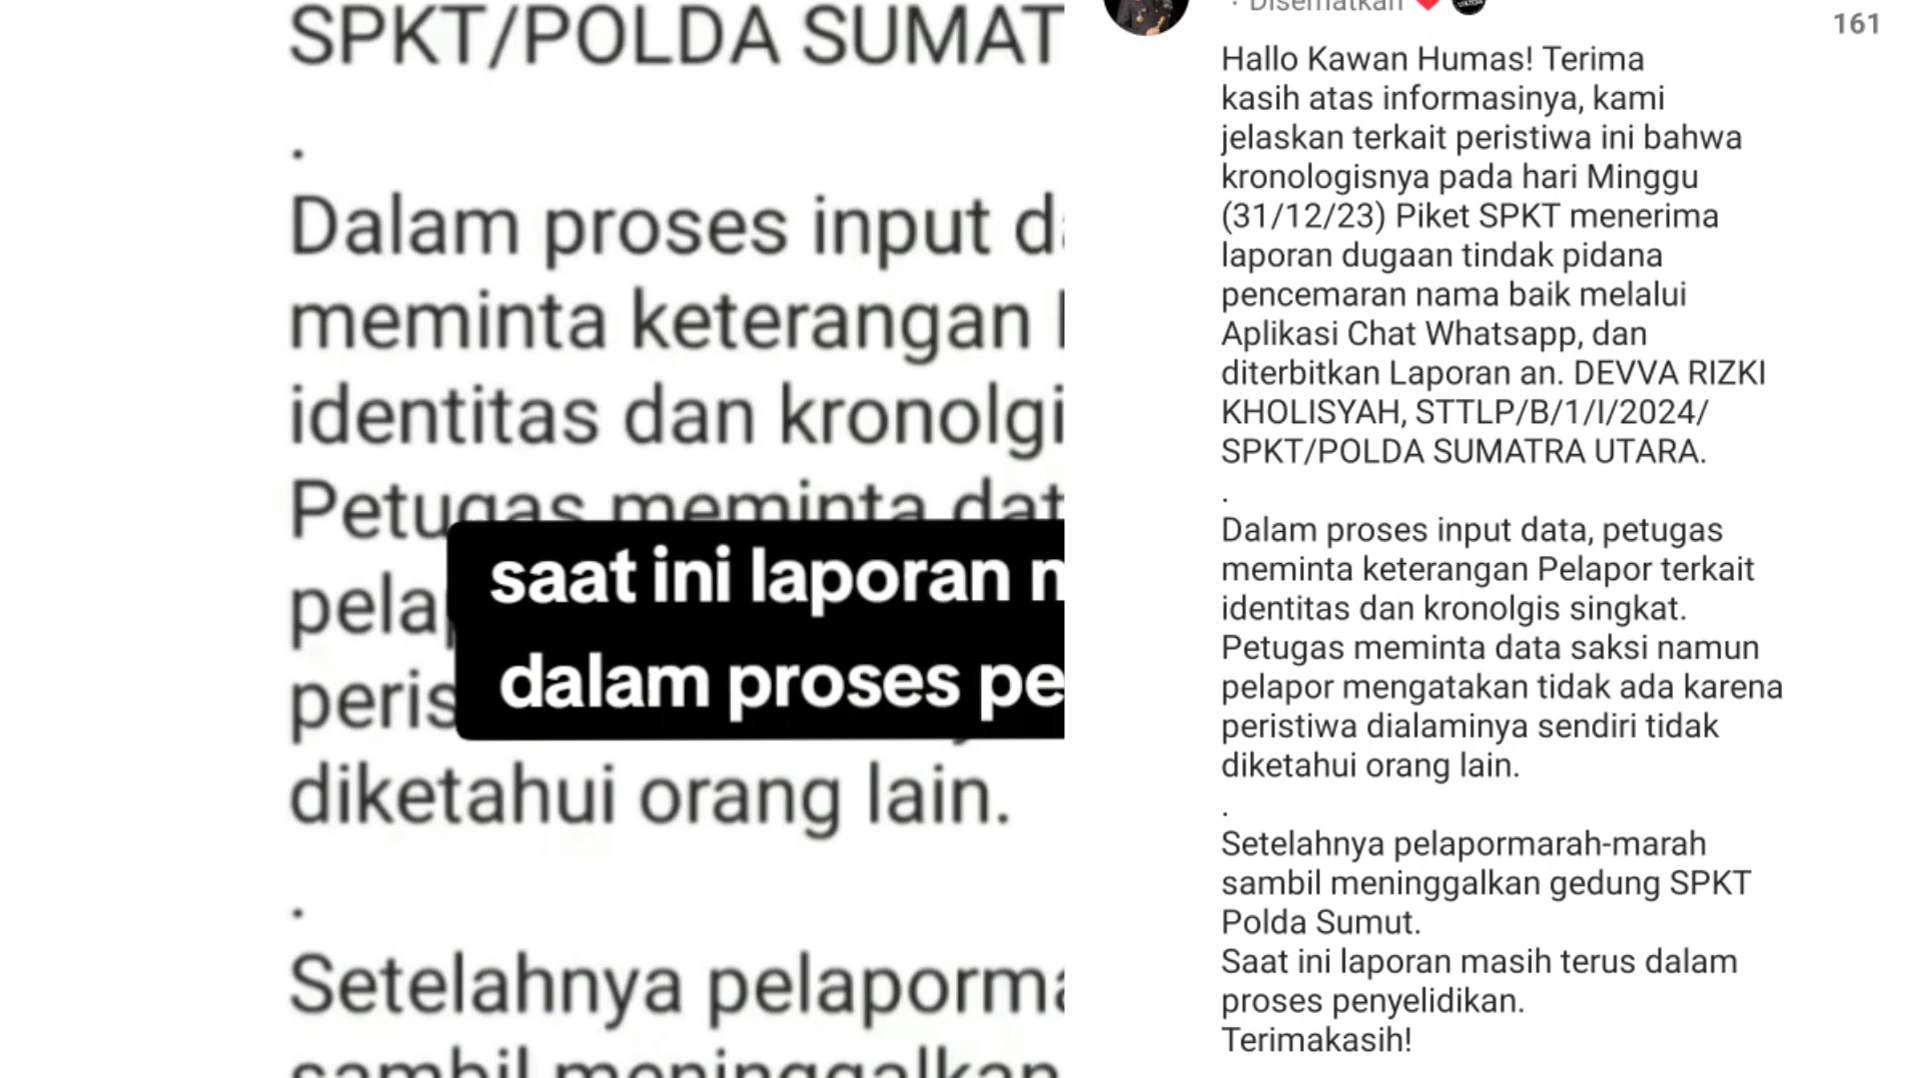 SPKT/POLDA SUMAT
.
Dalam proses input d
meminta keterangan
identitas dan kronolgi
Petugas meminta dat
pela
peris
diketahui orang lain.
.
Setelahnya pelaporma
sambil meninggalkan
saat ini laporan m
dalam proses pe
· Disematkan
161
Hallo Kawan Humas! Terima
kasih atas informasinya, kami
jelaskan terkait peristiwa ini bahwa
kronologisnya pada hari Minggu
(31/12/23) Piket SPKT menerima
laporan dugaan tindak pidana
pencemaran nama baik melalui
Aplikasi Chat Whatsapp, dan
diterbitkan Laporan an. DEVVA RIZKI
KHOLISYAH, STTLP/B/1/I/2024/
SPKT/POLDA SUMATRA UTARA.
.
Dalam proses input data, petugas
meminta keterangan Pelapor terkait
identitas dan kronolgis singkat.
Petugas meminta data saksi namun
pelapor mengatakan tidak ada karena
peristiwa dialaminya sendiri tidak
diketahui orang lain.
.
Setelahnya pelapormarah-marah
sambil meninggalkan gedung SPKT
Polda Sumut.
Saat ini laporan masih terus dalam
proses penyelidikan.
Terimakasih!